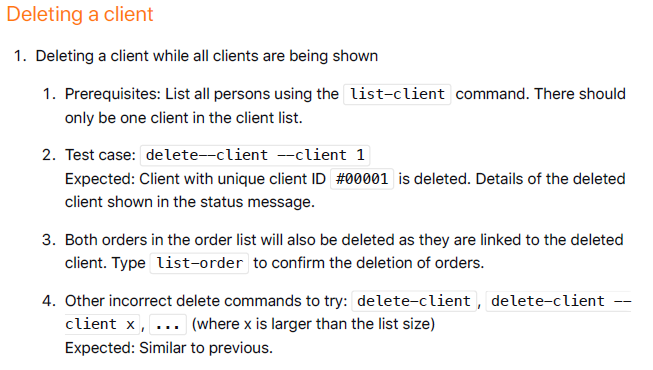 Deleting a client
1. Deleting a client while all clients are being shown
1. Prerequisites: List all persons using the list-client command. There should
only be one client in the client list.
2. Test case: delete--client --client 1
Expected: Client with unique client ID #00001 is deleted. Details of the deleted
client shown in the status message.
3. Both orders in the order list will also be deleted as they are linked to the deleted
client. Type list-order to confirm the deletion of orders.
4. Other incorrect delete commands to try: delete-client, delete-client --
client x, ... (where x is larger than the list size)
Expected: Similar to previous.